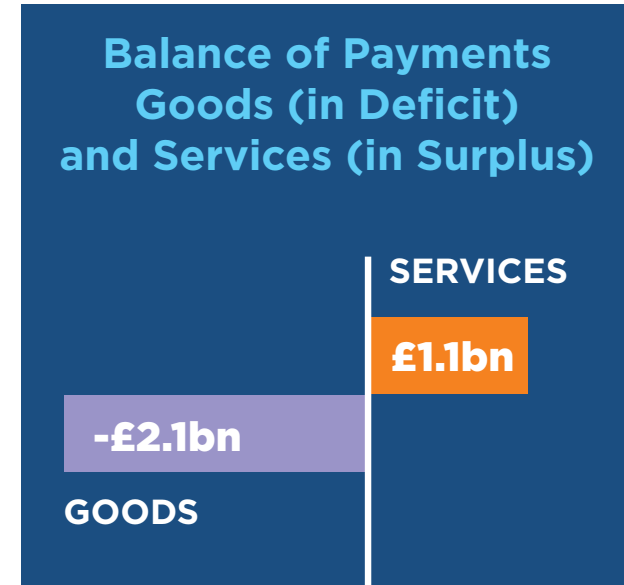 Balance of Payments
Goods (in Deficit)
and Services (in Surplus)
SERVICES
£1.1bn
-£2.1bn
GOODS